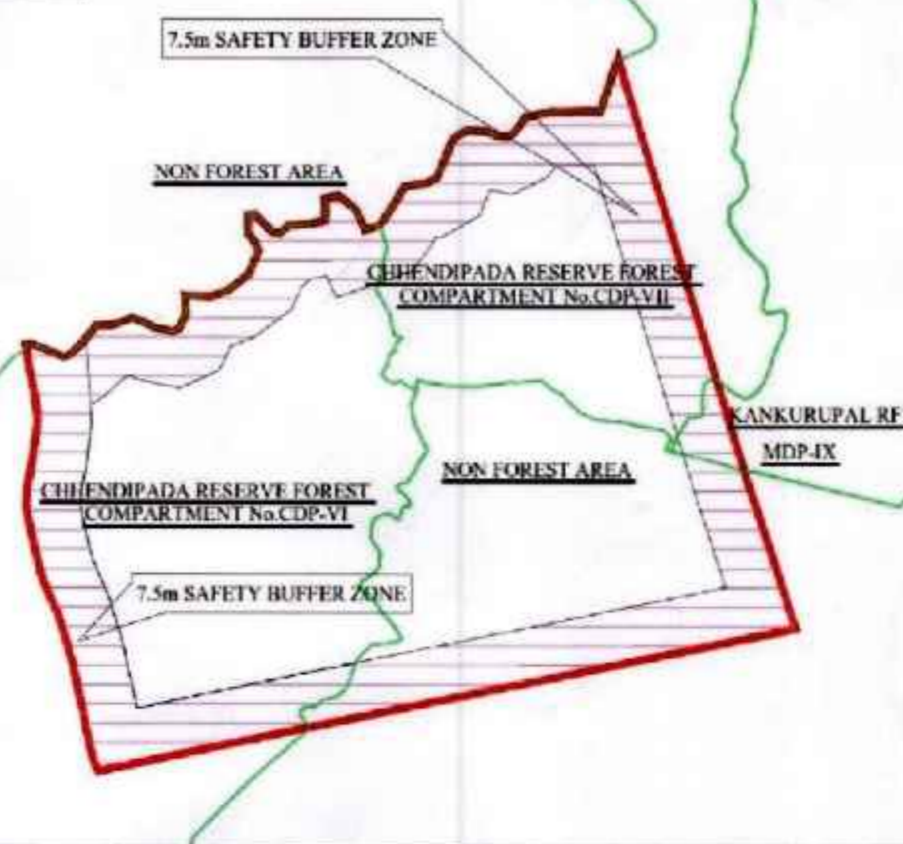 7.5m SAFETY BUFFER ZONE
NON FOREST AREA
CHHENDIPADA RESERVE FOREST
COMPARTMENT No.CDP-VII
KANKURUPAL RF
MDP-IX
NON FOREST AREA
CHHENDIPADA RESERVE FOREST
COMPARTMENT No.CDP-VI
7.5m SAFETY BUFFER ZONE